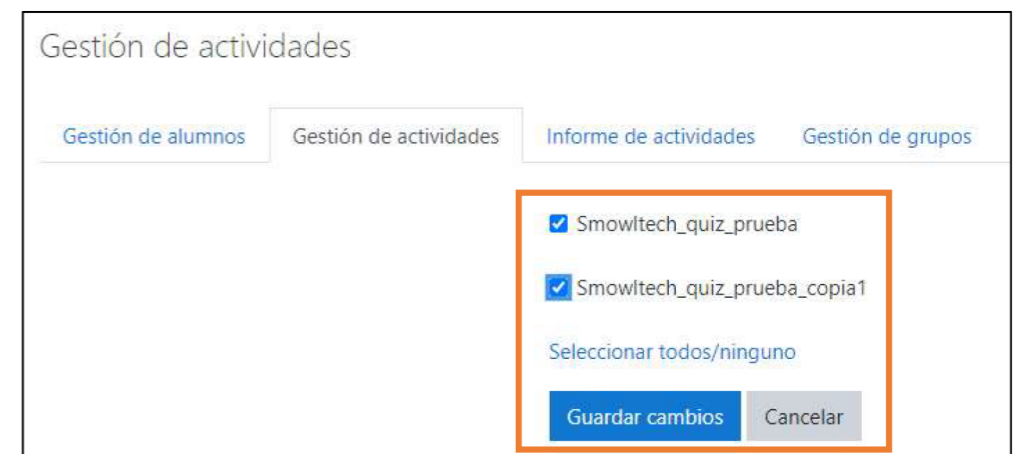 Gestión de actividades
Gestión de alumnos Gestión de actividades Informe de actividades Gestión de grupos
Smowltech_quiz_prueba
Smowltech_quiz_prueba_copia1
Seleccionar todos/ninguno
Guardar cambios Cancelar